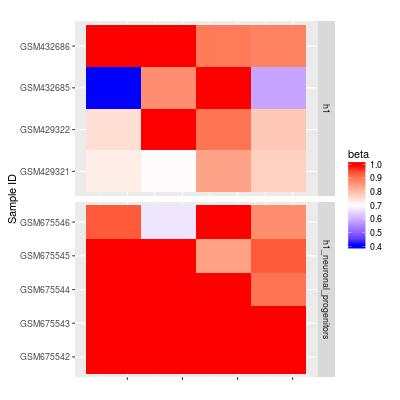 GSM432686
GSM432685
GSM429322
GSM429321
h1
GSM675546
GSM675545
GSM675544
GSM675543
GSM675542
h1_neuronal_progenitors
Sample ID
beta
1.0
0.9
0.8
0.7
0.6
0.5
0.4